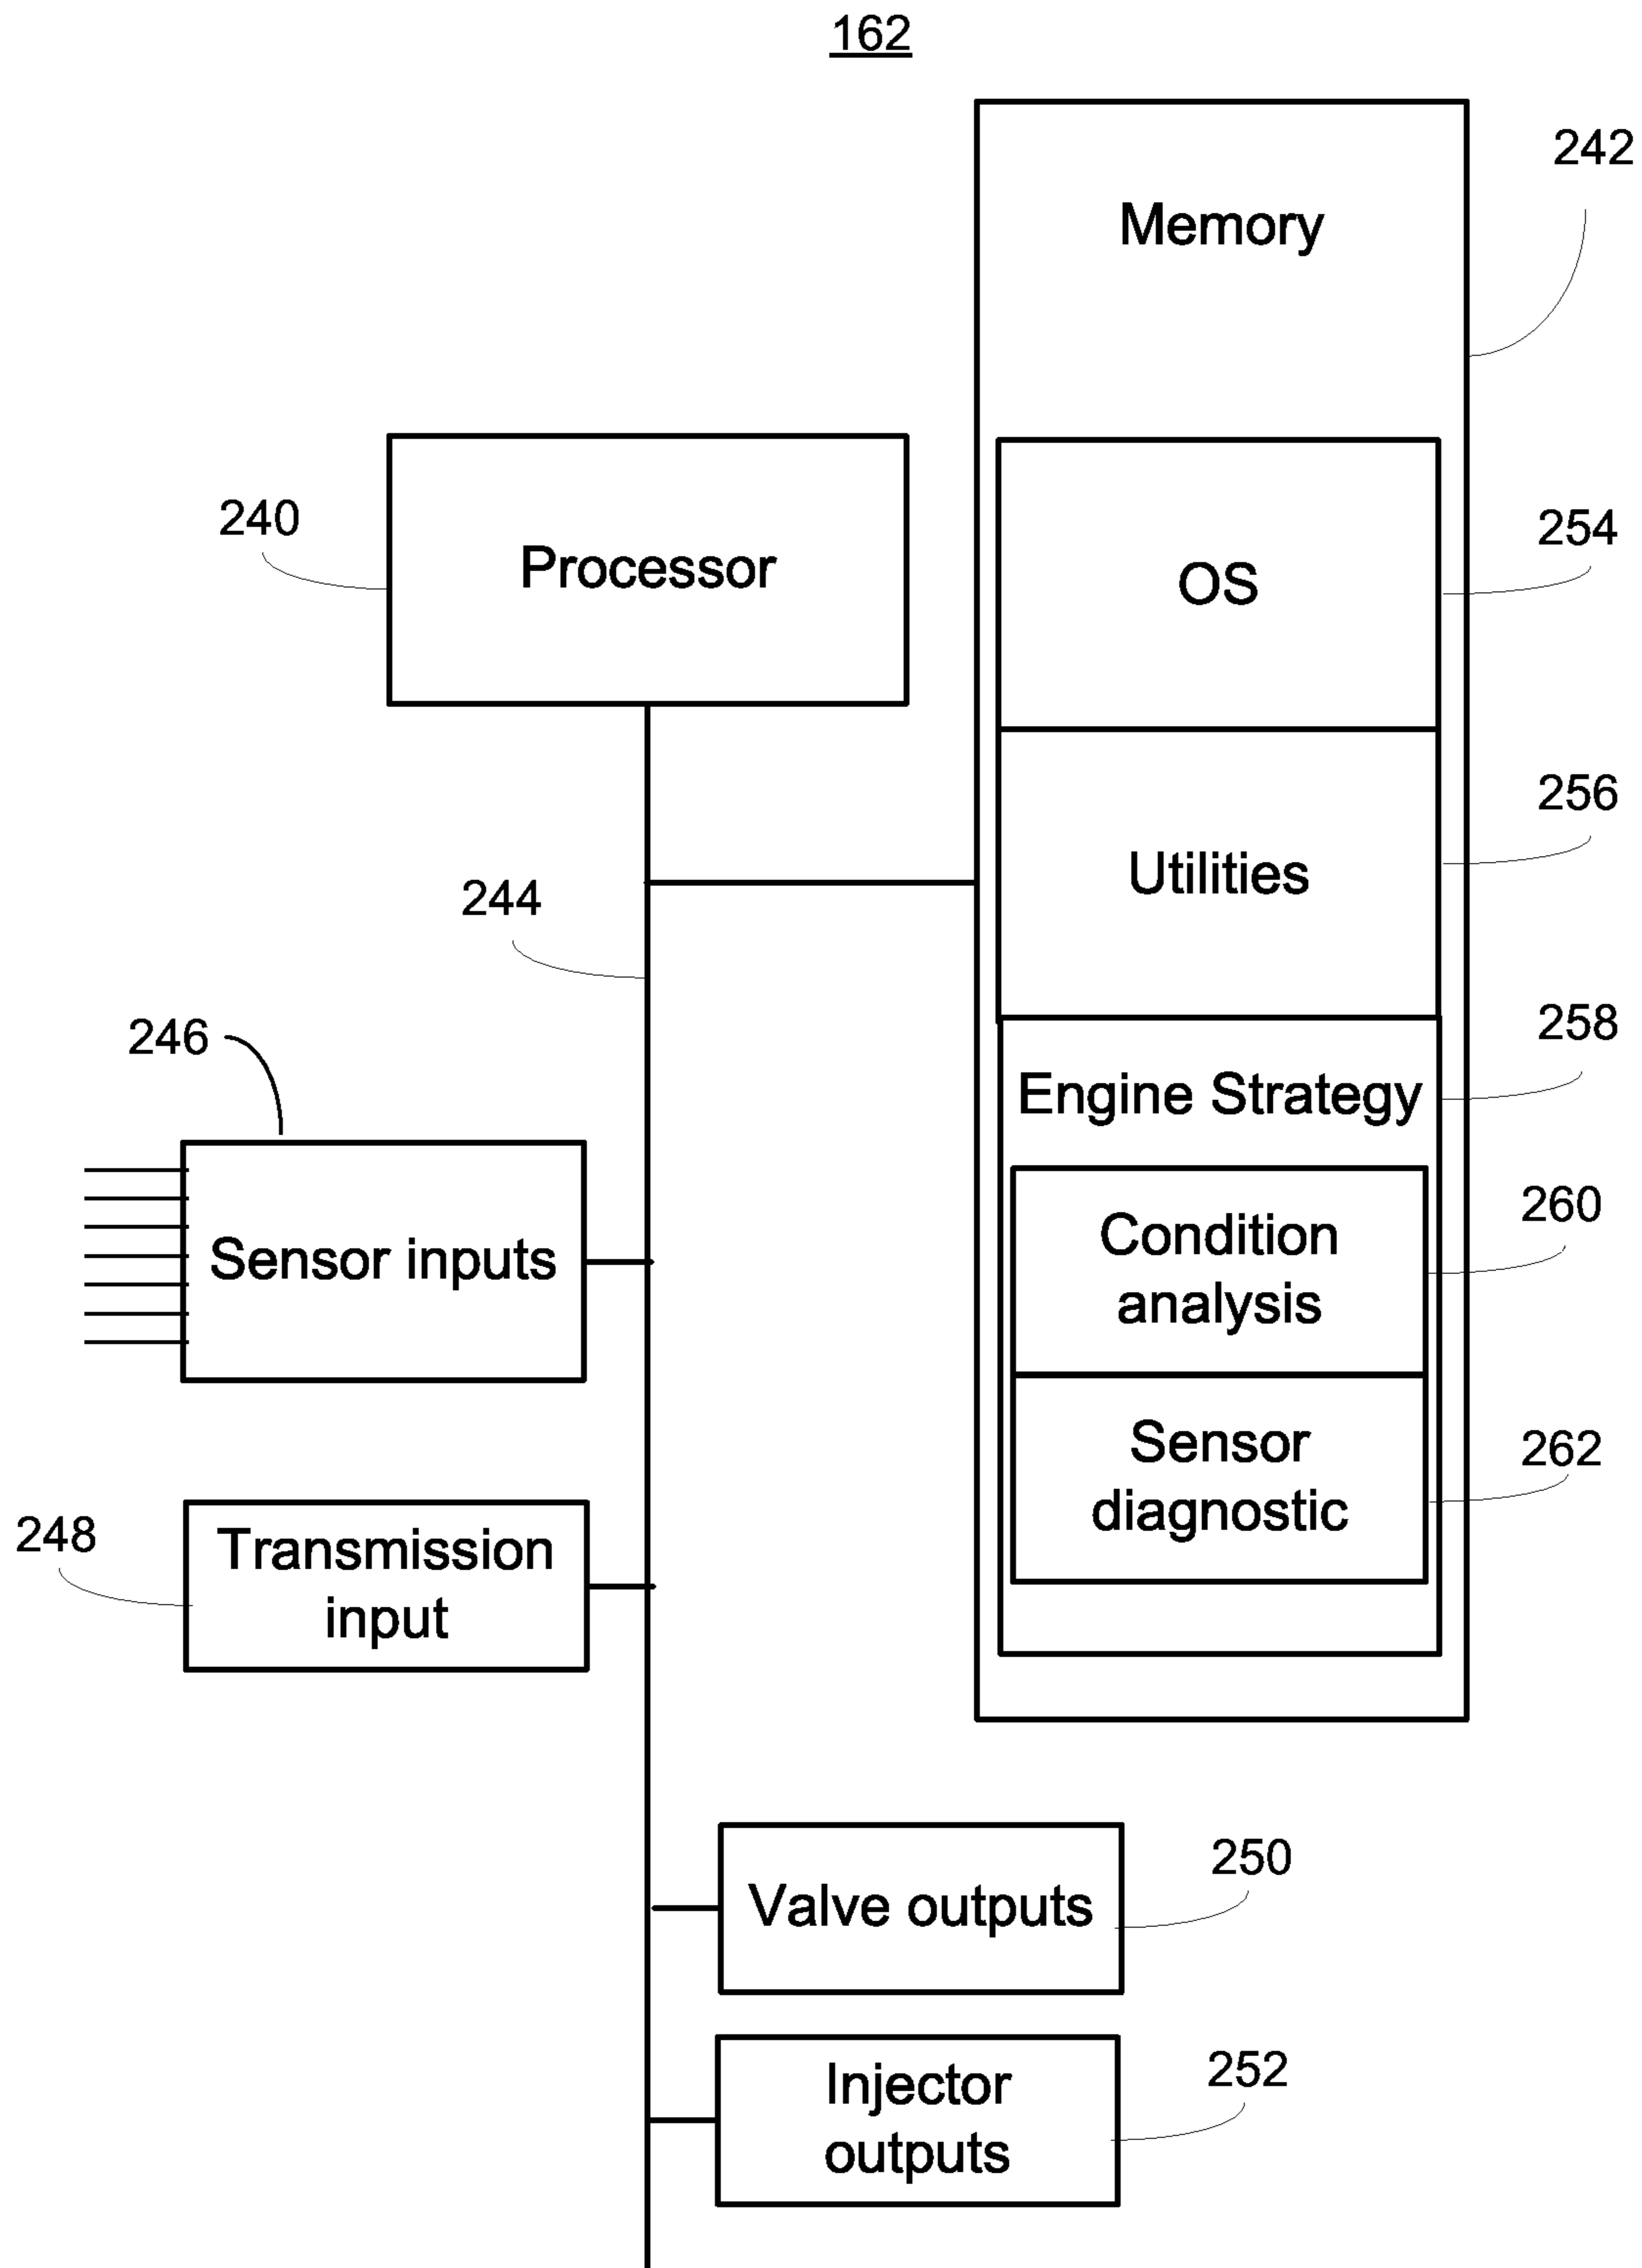 162
242
Memory
240
Processor
254
OS
256
Utilities
244
258
Engine Strategy
246
Sensor inputs
260
Condition
analysis
262
Sensor
diagnostic
248
Transmission
input
250
Valve outputs
252
Injector
outputs